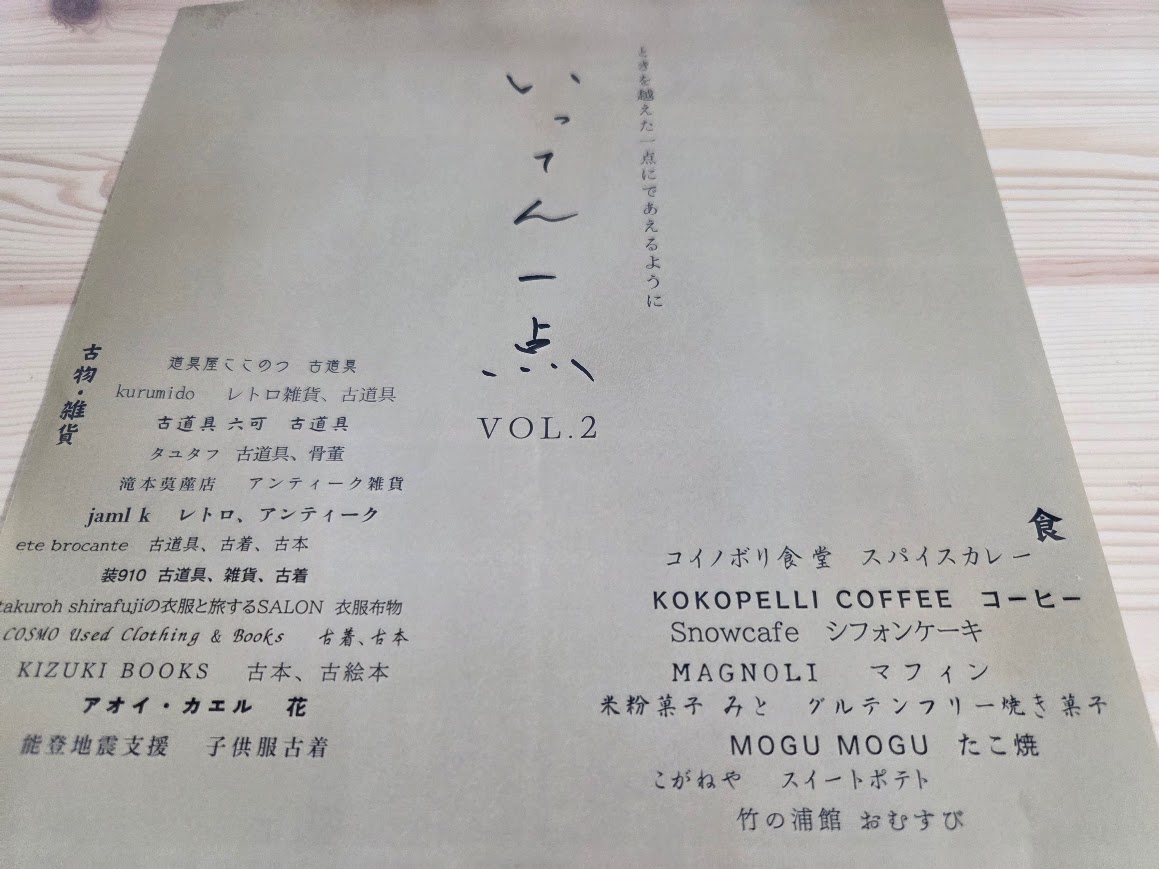 ときを越えた一点にであえるように
いってん一点
VOL.2
古物・雑貨
道具屋ここのつ 古道具
kurumido レトロ雑貨、古道具
古道具 六可 古道具
タユタフ 古道具、骨董
滝本茣蓙店 アンティーク雑貨
jaml k レトロ、アンティーク
ete brocante 古道具、古着、古本
装910 古道具、雑貨、古着
takuroh shirafujiの衣服と旅するSALON 衣服布物
COSMO Used Clothing & Books 古着、古本
KIZUKI BOOKS 古本、古絵本
アオイ・カエル 花
能登地震支援 子供服古着
食
コイノボリ食堂 スパイスカレー
KOKOPELLI COFFEE コーヒー
Snowcafe シフォンケーキ
MAGNOLI マフィン
米粉菓子 みと グルテンフリー焼き菓子
MOGU MOGU たこ焼
こがねや スイートポテト
竹の浦館 おむすび